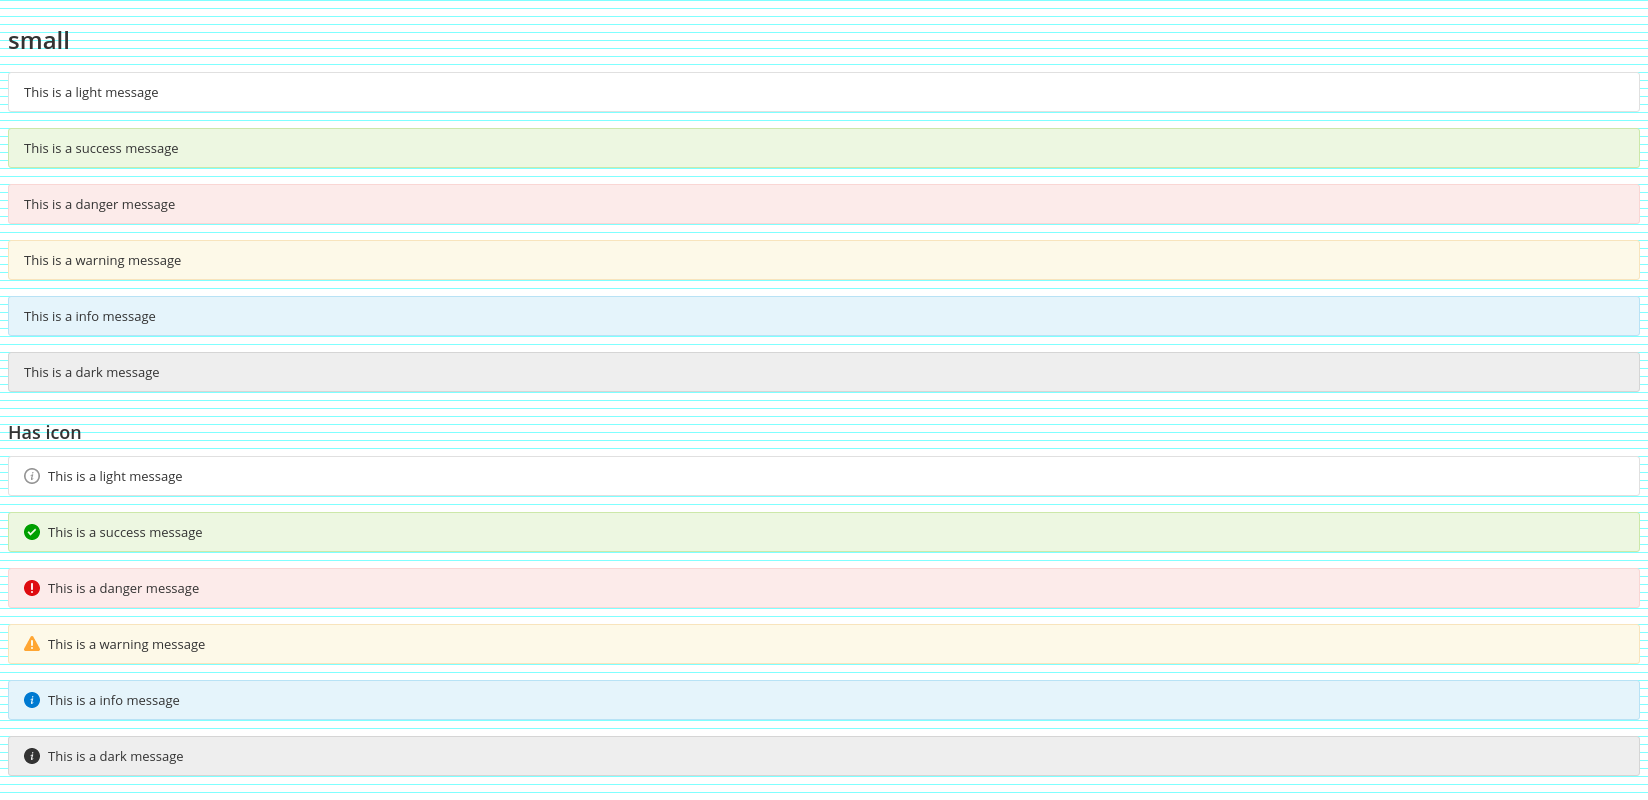 small
This is a light message
This is a success message
This is a danger message
This is a warning message
This is a info message
This is a dark message
Has icon
This is a light message
This is a success message
This is a danger message
This is a warning message
This is a info message
This is a dark message